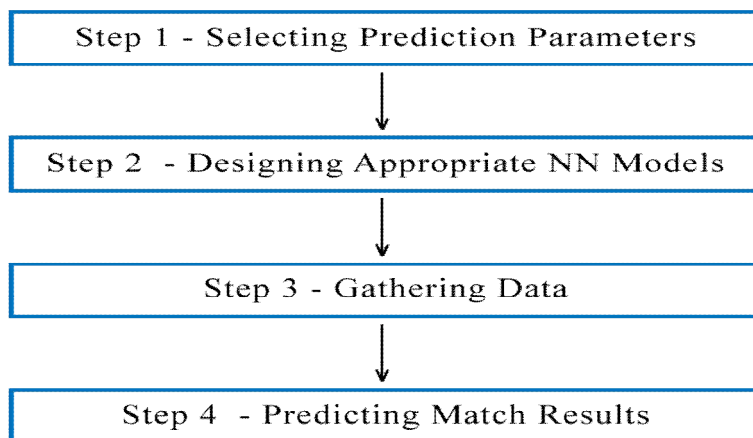 Step 1 - Selecting Prediction Parameters
Step 2 - Designing Appropriate NN Models
Step 3 - Gathering Data
Step 4 - Predicting Match Results